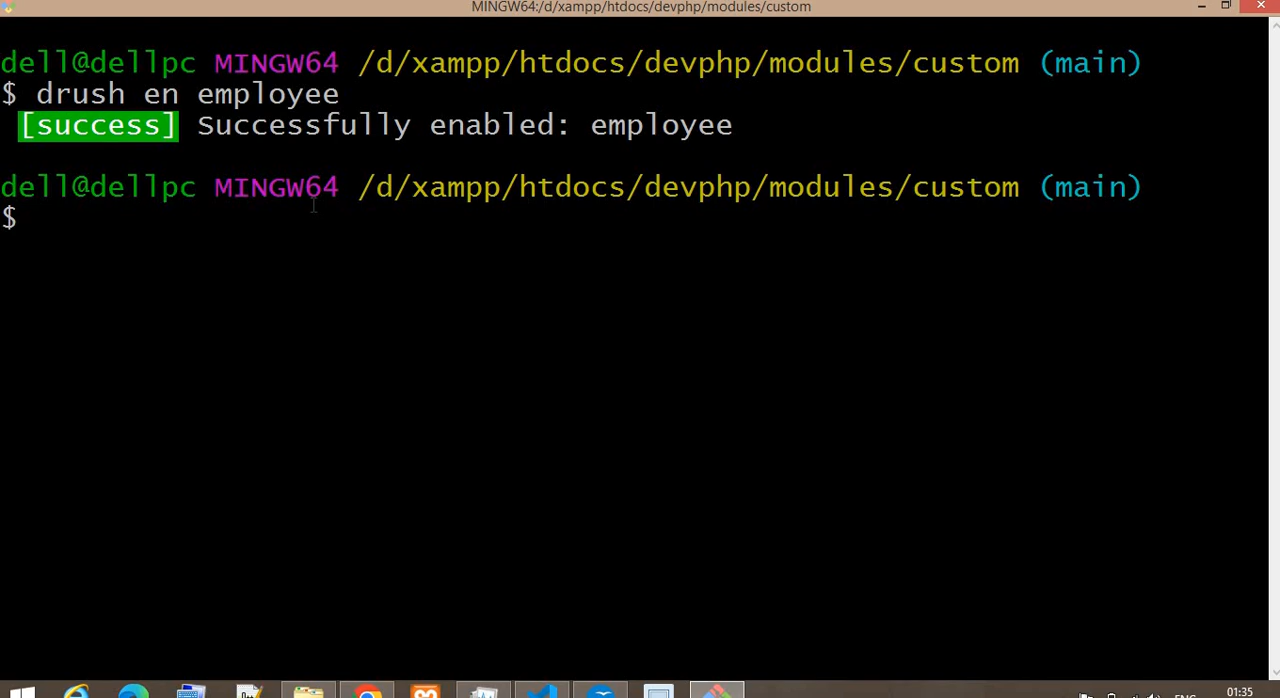 MINGW64:/d/xampp/htdocs/devphp/modules/custom
dell@dellpc MINGW64 /d/xampp/htdocs/devphp/modules/custom (main)
$ drush en employee
[success] Successfully enabled: employee
dell@dellpc MINGW64 /d/xampp/htdocs/devphp/modules/custom (main)
$
01:35